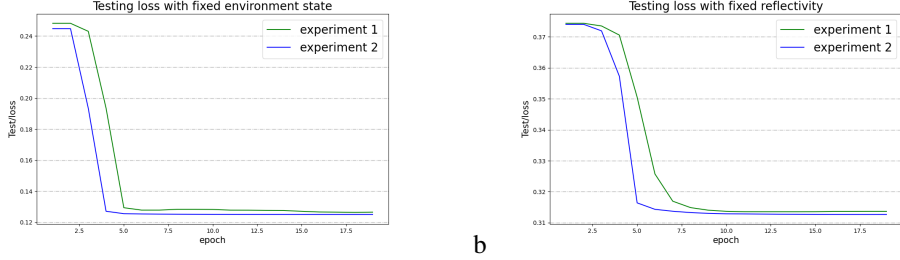 Testing loss with fixed environment state
experiment 1
experiment 2
Test/loss
0.24
0.22
0.20
0.18
0.16
0.14
0.12
2.5 5.0 7.5 10.0 12.5 15.0 17.5
epoch
b
Testing loss with fixed reflectivity
experiment 1
experiment 2
Test/loss
0.37
0.36
0.35
0.34
0.33
0.32
0.31
2.5 5.0 7.5 10.0 12.5 15.0 17.5
epoch